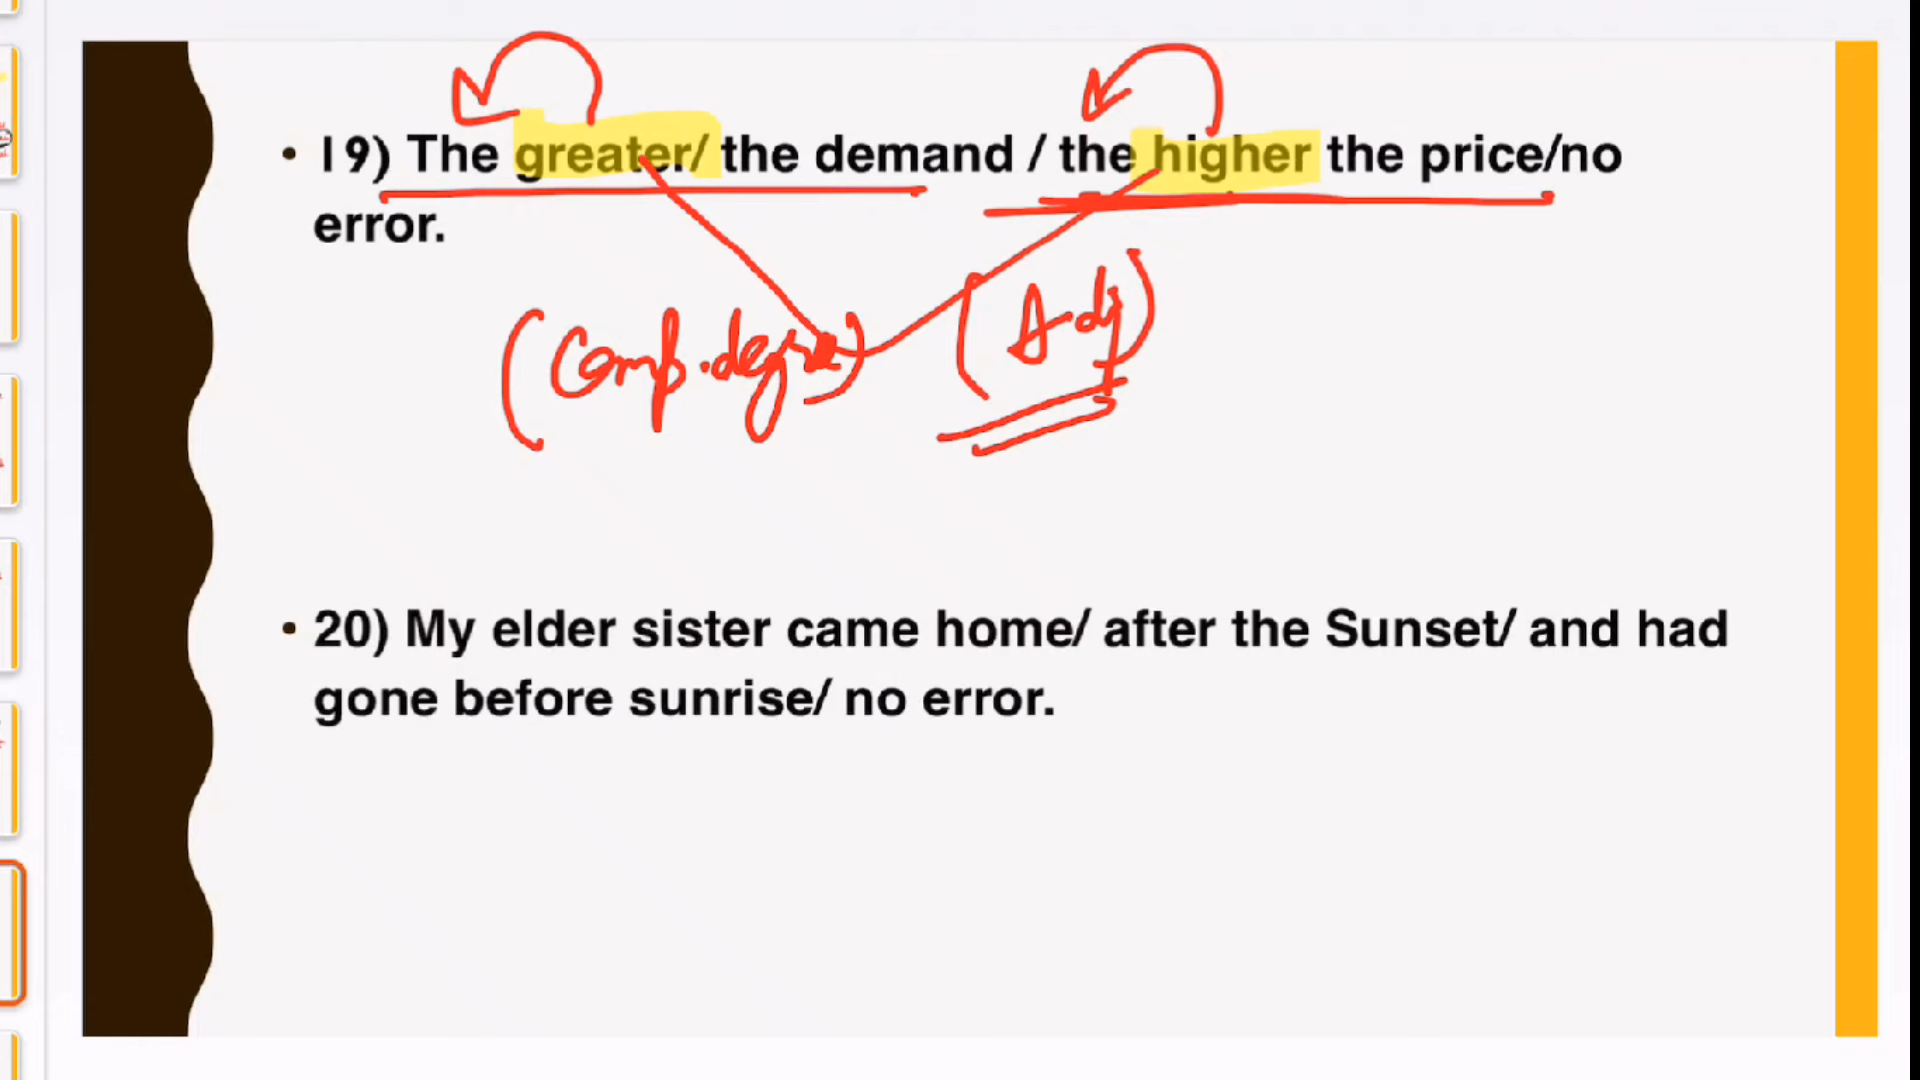 • 19) The greater/ the demand / the higher the price/no
error.
(Comp.degree) (Adj)
• 20) My elder sister came home/ after the Sunset/ and had
gone before sunrise/ no error.